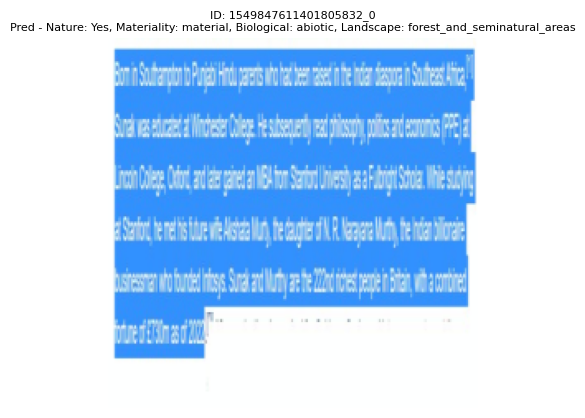 ID: 1549847611401805832_0
Pred - Nature: Yes, Materiality: material, Biological: abiotic, Landscape: forest_and_seminatural_areas
Born in Southampton to Punjabi Hindu parents who had been raised in the Indian diaspora in Southeast Africa,
Sunak was educated at Winchester College. He subsequently read philosophy, politics and economics (PPE) at
Lincoln College, Oxford, and later gained an MBA from Stanford University as a Fulbright Scholar. While studying
at Stanford, he met his future wife Akshata Murty, the daughter of N. R. Narayana Murthy, the Indian billionaire
businessman who founded Infosys. Sunak and Murthy are the 222nd richest people in Britain, with a combined
fortune of £730m as of 2022.